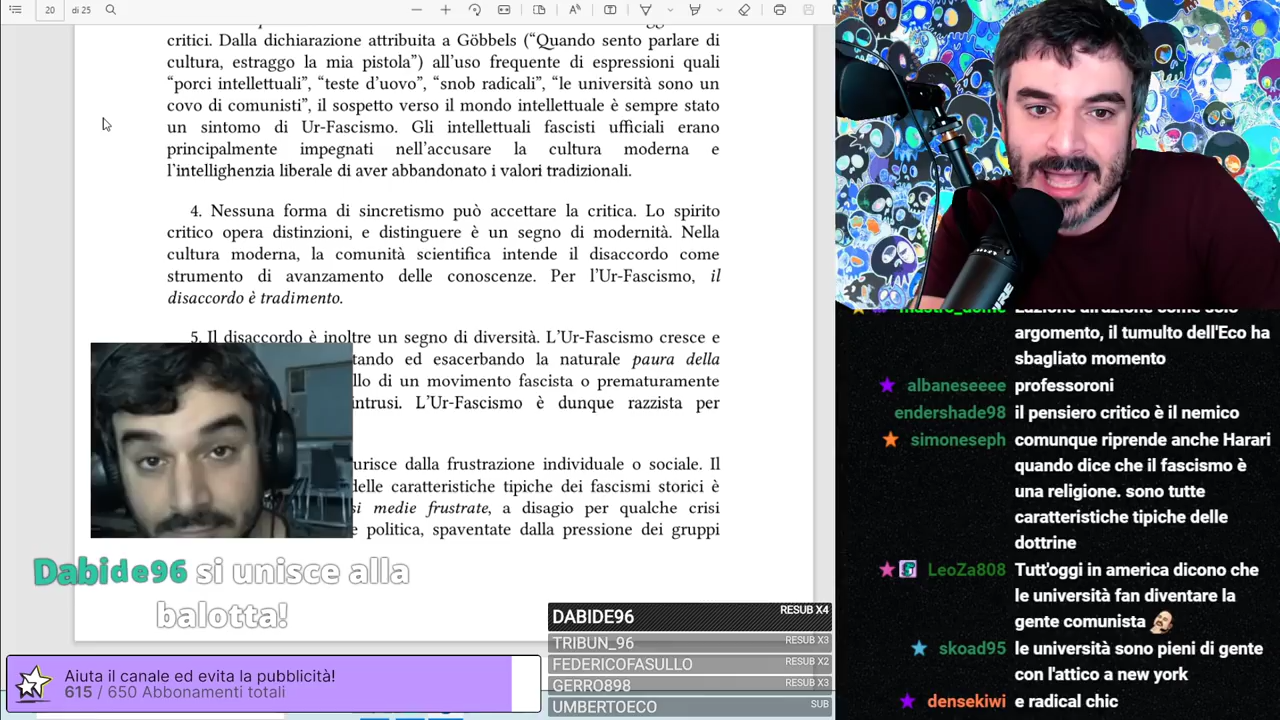 20 di 25
critici. Dalla dichiarazione attribuita a Göbbels (“Quando sento parlare di
cultura, estraggo la mia pistola”) all’uso frequente di espressioni quali
“porci intellettuali”, “teste d’uovo”, “snob radicali”, “le università sono un
covo di comunisti”, il sospetto verso il mondo intellettuale è sempre stato
un sintomo di Ur-Fascismo. Gli intellettuali fascisti ufficiali erano
principalmente impegnati nell’accusare la cultura moderna e
l’intellighenzia liberale di aver abbandonato i valori tradizionali.
4. Nessuna forma di sincretismo può accettare la critica. Lo spirito
critico opera distinzioni, e distinguere è un segno di modernità. Nella
cultura moderna, la comunità scientifica intende il disaccordo come
strumento di avanzamento delle conoscenze. Per l’Ur-Fascismo, il
disaccordo è tradimento.
5. Il disaccordo è inoltre un segno di diversità. L’Ur-Fascismo cresce e
tando ed esacerbando la naturale paura della
llo di un movimento fascista o prematuramente
intrusi. L’Ur-Fascismo è dunque razzista per
urisce dalla frustrazione individuale o sociale. Il
delle caratteristiche tipiche dei fascismi storici è
si medie frustrate, a disagio per qualche crisi
e politica, spaventate dalla pressione dei gruppi
Dabide96 si unisce alla
balotta!
DABIDE96 RESUB X4
TRIBUN_96 RESUB X3
FEDERICOFASULLO RESUB X2
GERRO898 RESUB X3
UMBERTOECO SUB
Aiuta il canale ed evita la pubblicità!
615 / 650 Abbonamenti totali
argomento, il tumulto dell'Eco ha
sbagliato momento
albaneseeee professoroni
endershade98 il pensiero critico è il nemico
simoneseph comunque riprende anche Harari
quando dice che il fascismo è
una religione. sono tutte
caratteristiche tipiche delle
dottrine
LeoZa808 Tutt'oggi in america dicono che
le università fan diventare la
gente comunista
skoad95 le università sono pieni di gente
con l'attico a new york
densekiwi e radical chic